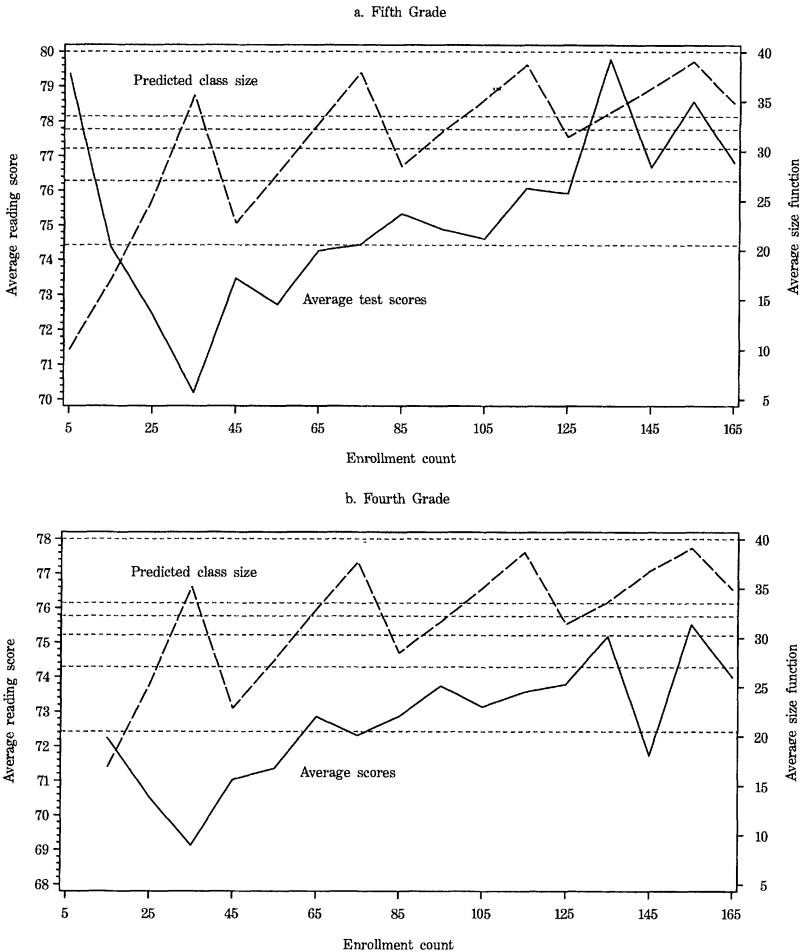 a. Fifth Grade
80
79
78
77
76
75
74
73
72
71
70
Average reading score
Predicted class size
Average test scores
40
35
30
25
20
15
10
5
Average size function
5 25 45 65 85 105 125 145 165
Enrollment count
b. Fourth Grade
78
77
76
75
74
73
72
71
70
69
68
Average reading score
Predicted class size
Average scores
40
35
30
25
20
15
10
5
Average size function
5 25 45 65 85 105 125 145 165
Enrollment count